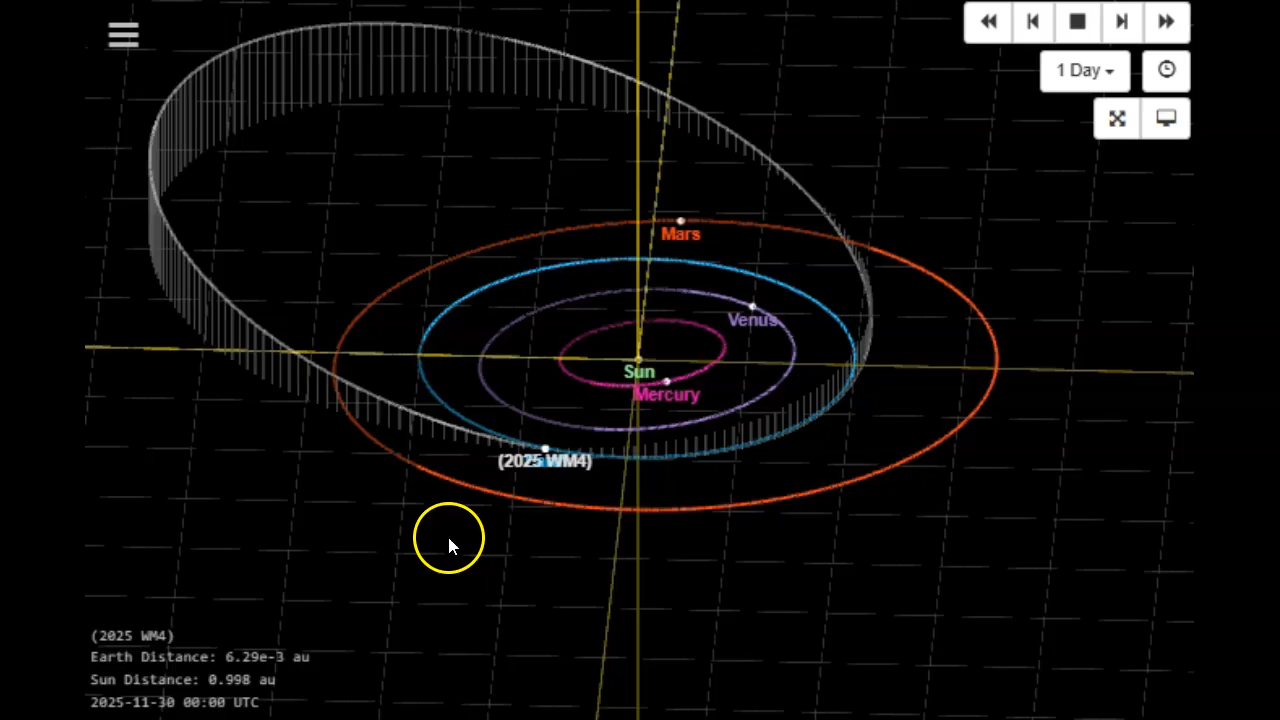 1 Day
Mars
Venus
Sun
Mercury
(2025 WM4)
(2025 WM4)
Earth Distance: 6.29e-3 au
Sun Distance: 0.998 au
2025-11-30 00:00 UTC